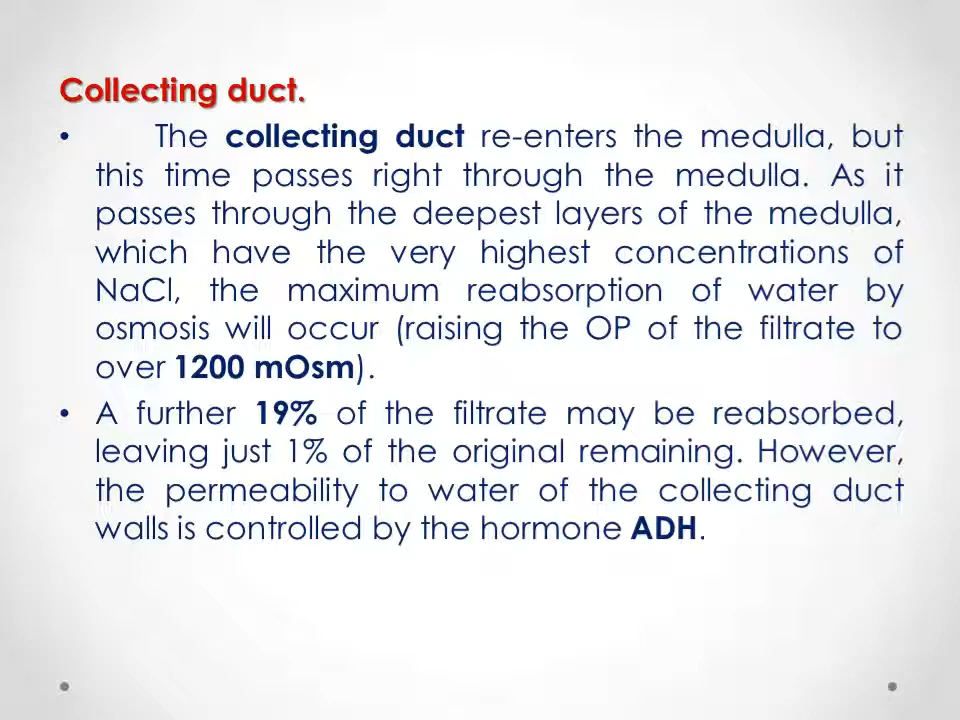 Collecting duct.
• The collecting duct re-enters the medulla, but
this time passes right through the medulla. As it
passes through the deepest layers of the medulla,
which have the very highest concentrations of
NaCl, the maximum reabsorption of water by
osmosis will occur (raising the OP of the filtrate to
over 1200 mOsm).
• A further 19% of the filtrate may be reabsorbed,
leaving just 1% of the original remaining. However,
the permeability to water of the collecting duct
walls is controlled by the hormone ADH.